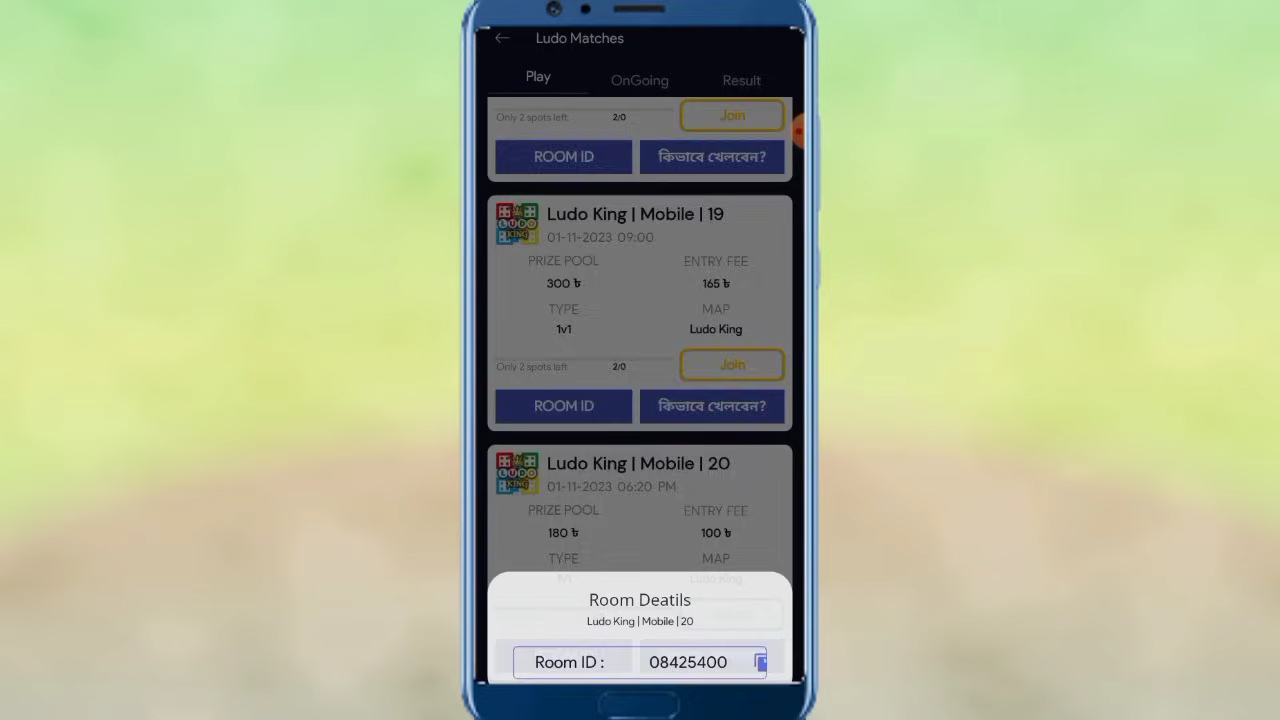 Ludo Matches
Play OnGoing Result
Only 2 spots left 2/0 Join
ROOM ID কিভাবে খেলবেন?
Ludo King | Mobile | 19
01-11-2023 09:00
PRIZE POOL ENTRY FEE
300 ৳ 165 ৳
TYPE MAP
1v1 Ludo King
Only 2 spots left 2/0 Join
ROOM ID কিভাবে খেলবেন?
Ludo King | Mobile | 20
01-11-2023 06:20 PM
PRIZE POOL ENTRY FEE
180 ৳ 100 ৳
TYPE MAP
1v1 Ludo King
Room Deatils
Ludo King | Mobile | 20
Room ID : 08425400